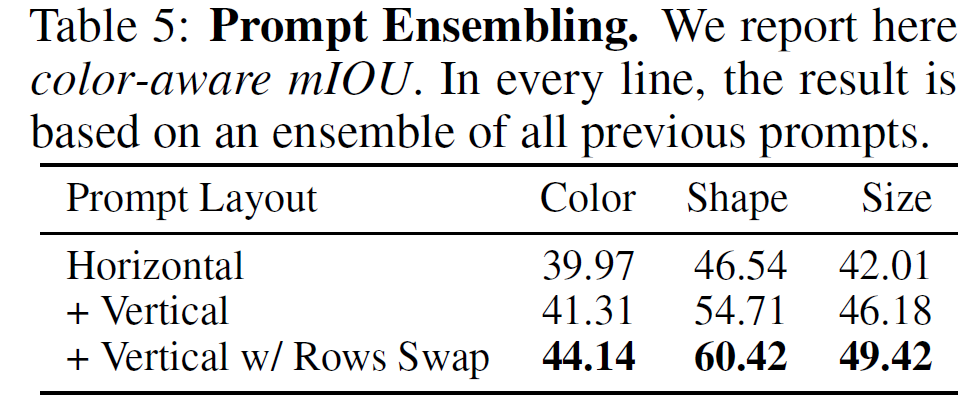 Table 5: Prompt Ensembling. We report here
color-aware mIOU. In every line, the result is
based on an ensemble of all previous prompts.
Prompt Layout Color Shape Size
Horizontal 39.97 46.54 42.01
+ Vertical 41.31 54.71 46.18
+ Vertical w/ Rows Swap 44.14 60.42 49.42